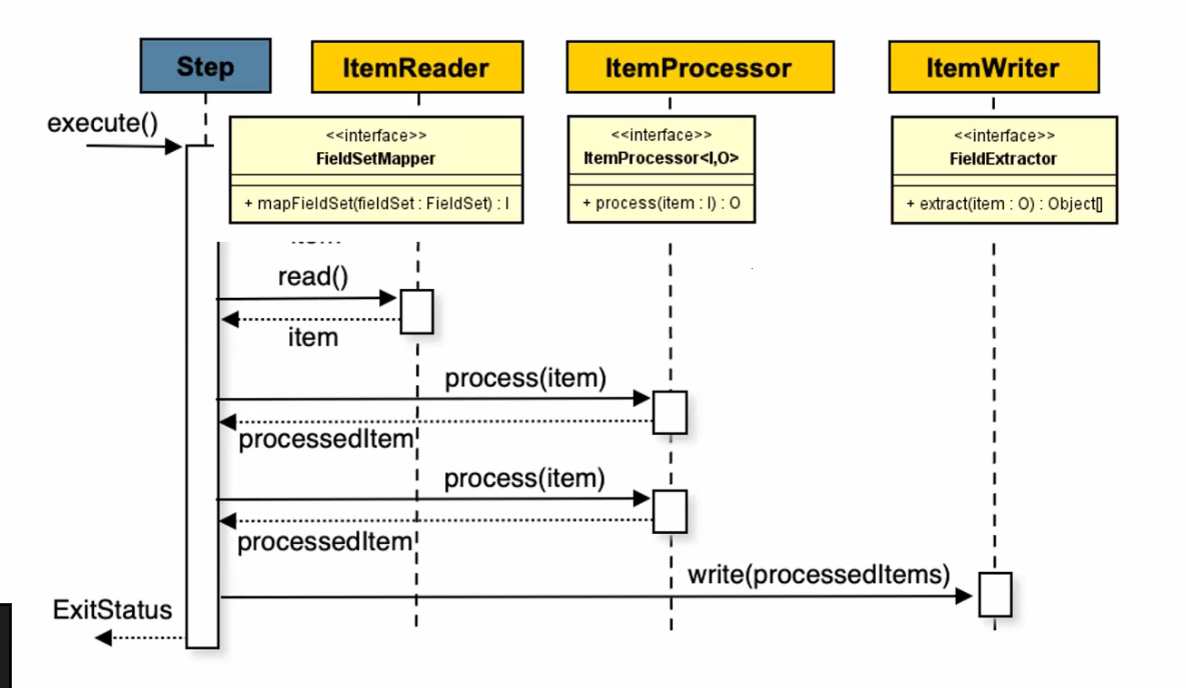 Step
ItemReader
ItemProcessor
ItemWriter
execute()
<<interface>>
FieldSetMapper
+ mapFieldSet(fieldSet : FieldSet) : I
<<interface>>
ItemProcessor<I,O>
+ process(item : I) : O
<<interface>>
FieldExtractor
+ extract(item : O) : Object[]
read()
item
process(item)
processedItem
process(item)
processedItem
write(processedItems)
ExitStatus